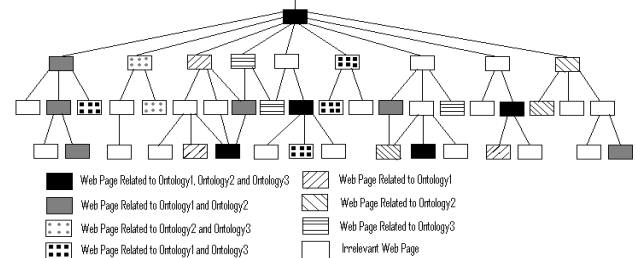 Web Page Related to Ontology1, Ontology2 and Ontology3
Web Page Related to Ontology1 and Ontology2
Web Page Related to Ontology2 and Ontology3
Web Page Related to Ontology1 and Ontology3
Web Page Related to Ontology1
Web Page Related to Ontology2
Web Page Related to Ontology3
Irrelevant Web Page